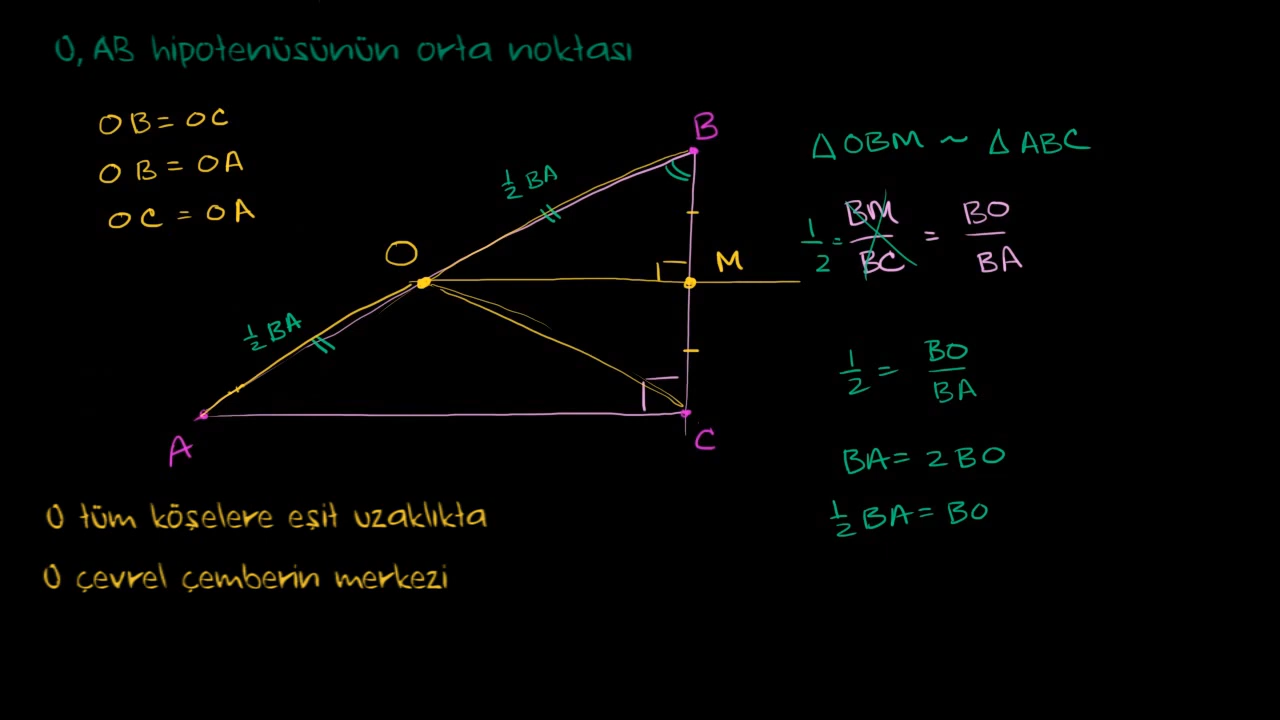 O, AB hipotenüsünün orta noktası
OB = OC
OB = OA
OC = OA
B
½ BA
O
M
½ BA
A
C
△OBM ~ △ABC
½ = BM/BC = BO/BA
½ = BO/BA
BA = 2BO
½ BA = BO
O tüm köşelere eşit uzaklıkta
O çevrel çemberin merkezi